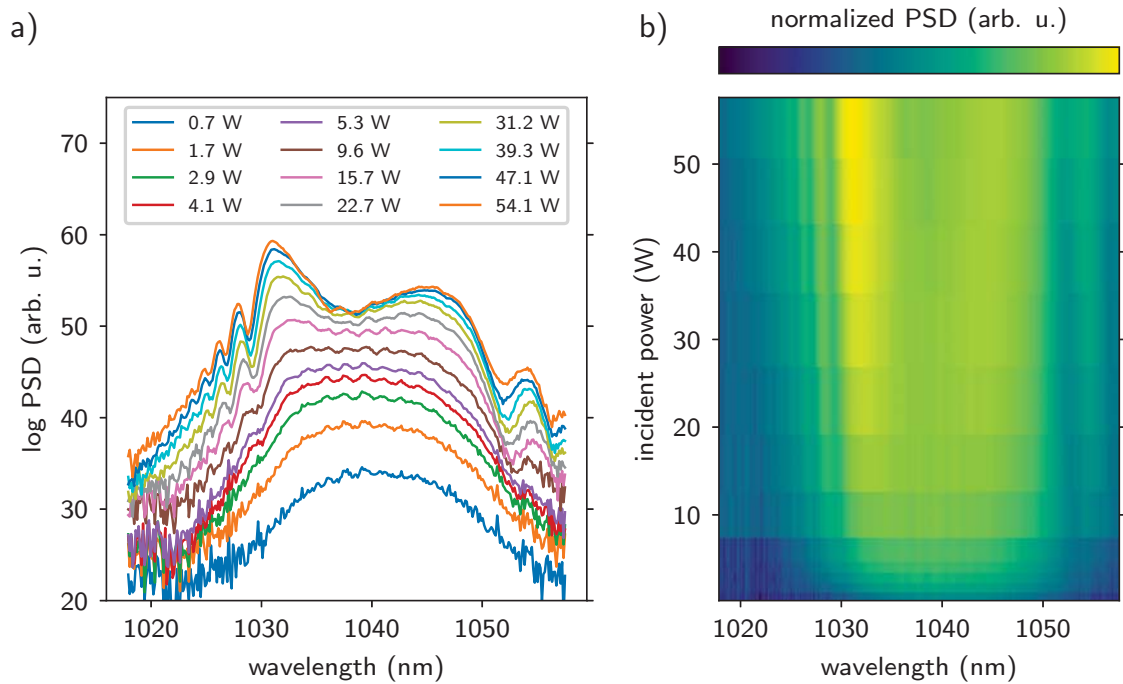 a)
log PSD (arb. u.)
70
60
50
40
30
20
0.7 W
1.7 W
2.9 W
4.1 W
5.3 W
9.6 W
15.7 W
22.7 W
31.2 W
39.3 W
47.1 W
54.1 W
1020 1030 1040 1050
wavelength (nm)
b)
normalized PSD (arb. u.)
incident power (W)
50
40
30
20
10
1020 1030 1040 1050
wavelength (nm)